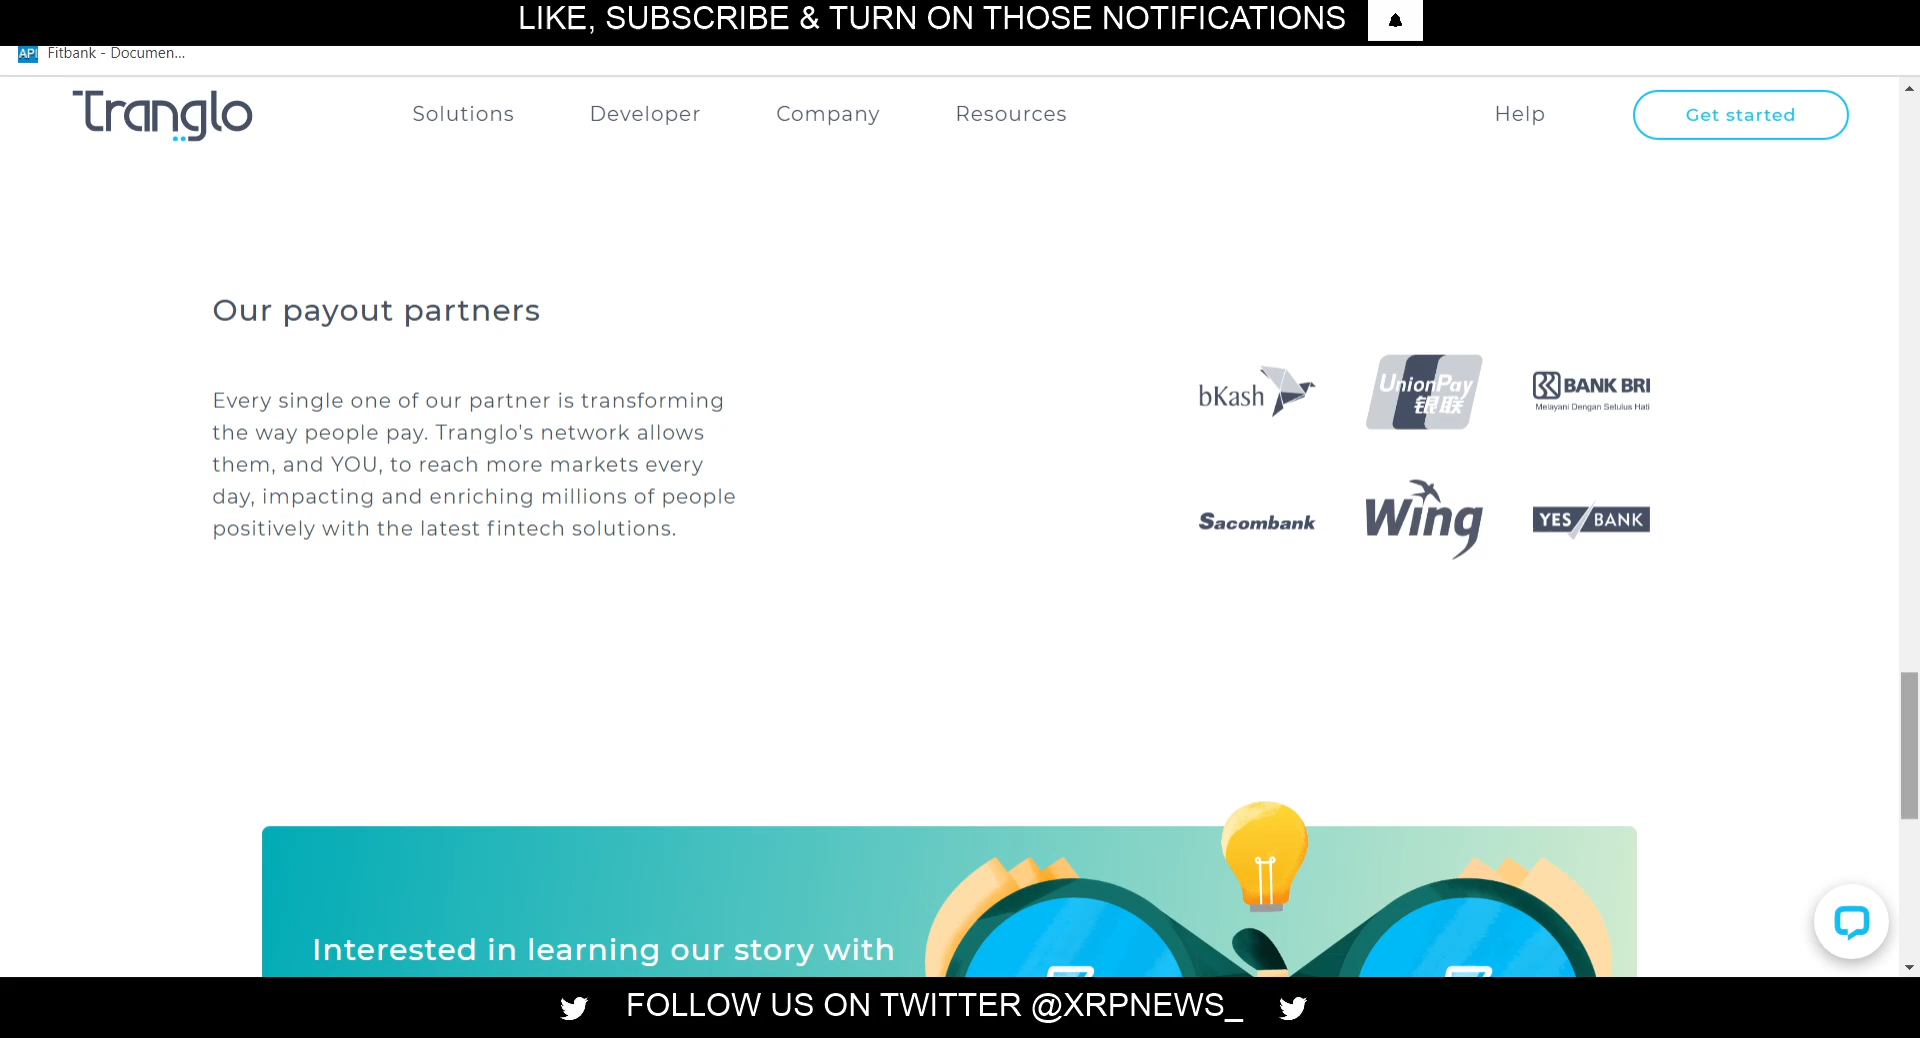 LIKE, SUBSCRIBE & TURN ON THOSE NOTIFICATIONS
API Fitbank - Documen...
Tranglo Solutions Developer Company Resources Help Get started
Our payout partners
Every single one of our partner is transforming
the way people pay. Tranglo's network allows
them, and YOU, to reach more markets every
day, impacting and enriching millions of people
positively with the latest fintech solutions.
bKash
UnionPay
银联
BANK BRI
Melayani Dengan Setulus Hati
Sacombank
Wing
YES BANK
Interested in learning our story with
FOLLOW US ON TWITTER @XRPNEWS_